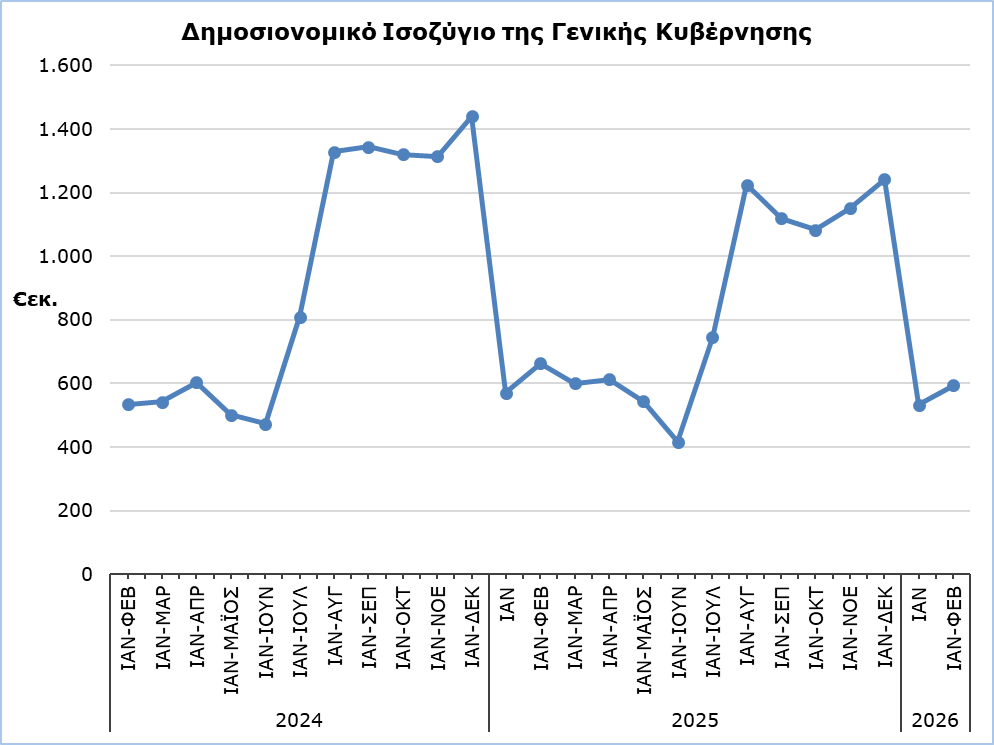 Δημοσιονομικό Ισοζύγιο της Γενικής Κυβέρνησης
1.600
1.400
1.200
1.000
€εκ.
800
600
400
200
0
ΙΑΝ-ΦΕΒ
ΙΑΝ-ΜΑΡ
ΙΑΝ-ΑΠΡ
ΙΑΝ-ΜΑΪΟΣ
ΙΑΝ-ΙΟΥΝ
ΙΑΝ-ΙΟΥΛ
ΙΑΝ-ΑΥΓ
ΙΑΝ-ΣΕΠ
ΙΑΝ-ΟΚΤ
ΙΑΝ-ΝΟΕ
ΙΑΝ-ΔΕΚ
ΙΑΝ
ΙΑΝ-ΦΕΒ
ΙΑΝ-ΜΑΡ
ΙΑΝ-ΑΠΡ
ΙΑΝ-ΜΑΪΟΣ
ΙΑΝ-ΙΟΥΝ
ΙΑΝ-ΙΟΥΛ
ΙΑΝ-ΑΥΓ
ΙΑΝ-ΣΕΠ
ΙΑΝ-ΟΚΤ
ΙΑΝ-ΝΟΕ
ΙΑΝ-ΔΕΚ
ΙΑΝ
ΙΑΝ-ΦΕΒ
2024
2025
2026